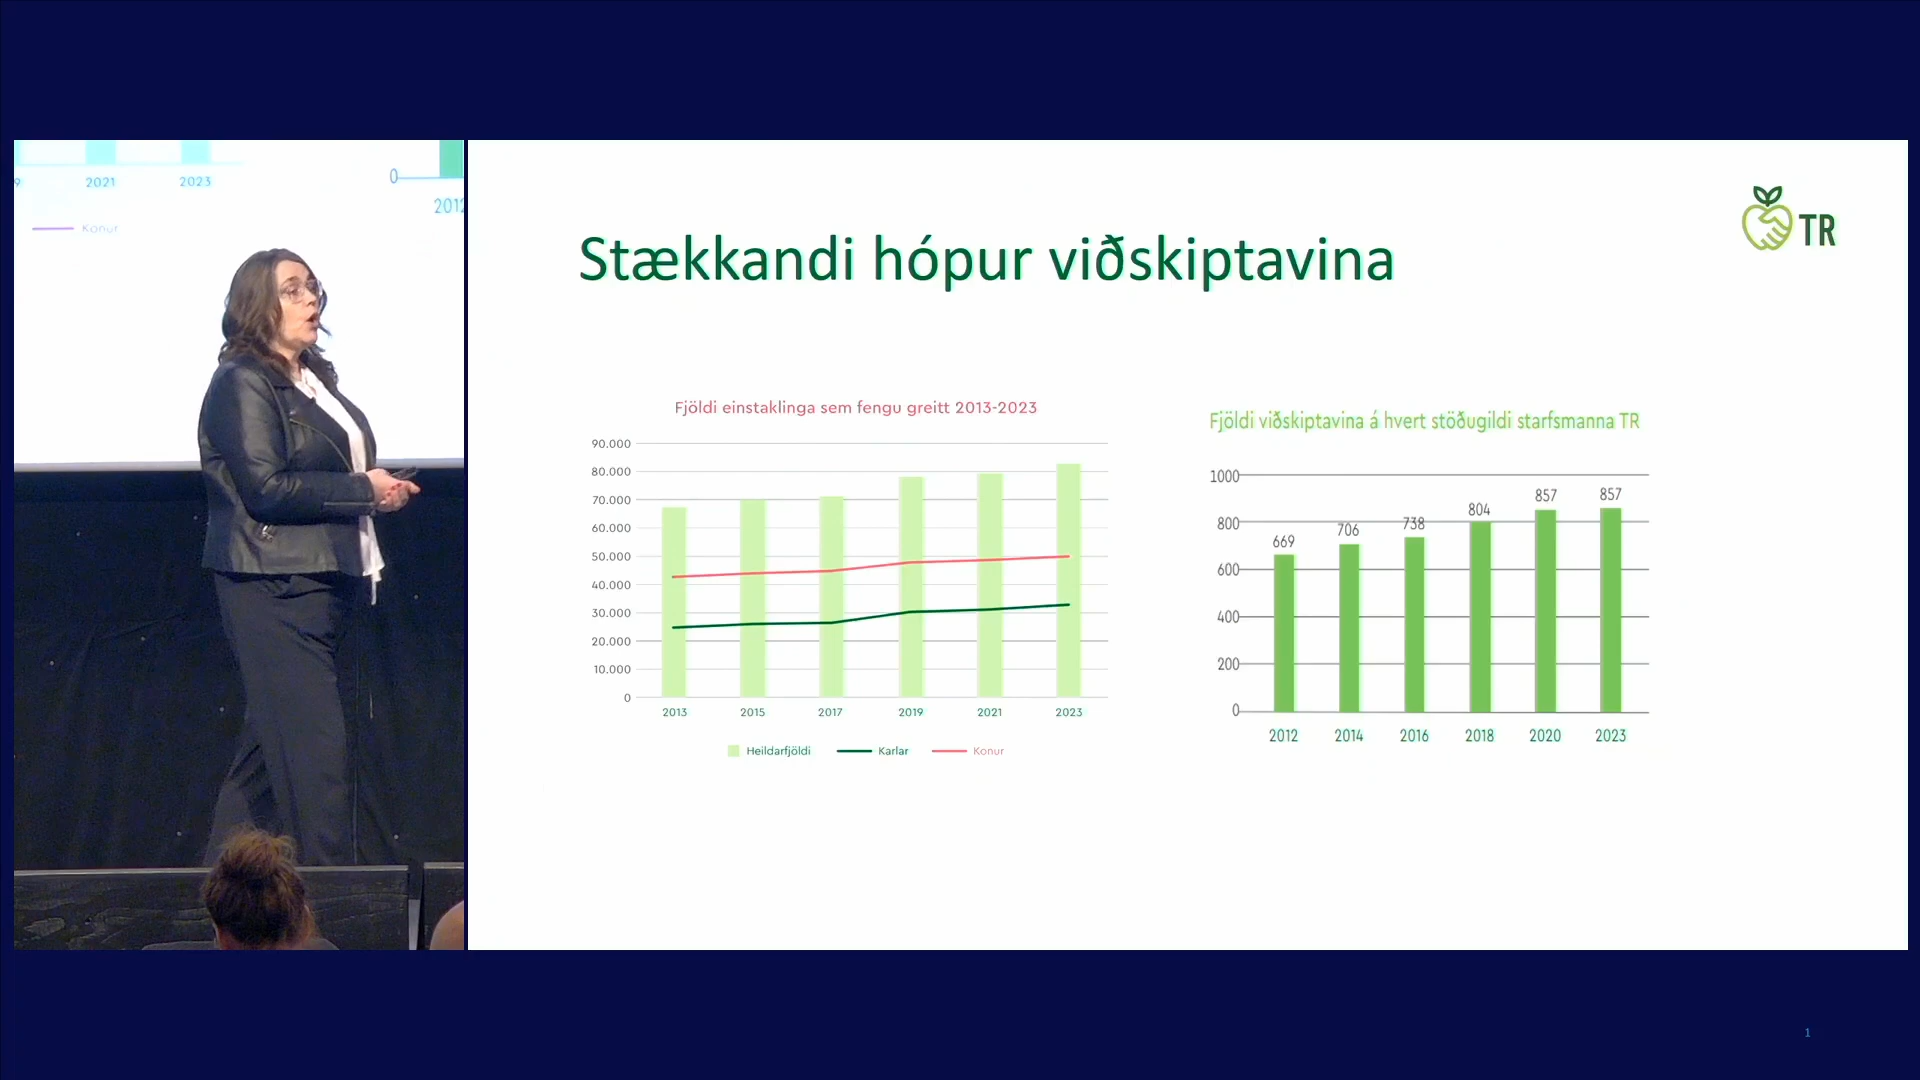 2021
2023
0
2012
Konur
TR
Stækkandi hópur viðskiptavina
Fjöldi einstaklinga sem fengu greitt 2013-2023
90.000
80.000
70.000
60.000
50.000
40.000
30.000
20.000
10.000
0
2013 2015 2017 2019 2021 2023
Heildarfjöldi Karlar Konur
Fjöldi viðskiptavina á hvert stöðugildi starfsmanna TR
1000
800
600
400
200
0
669 706 738 804 857 857
2012 2014 2016 2018 2020 2023
1